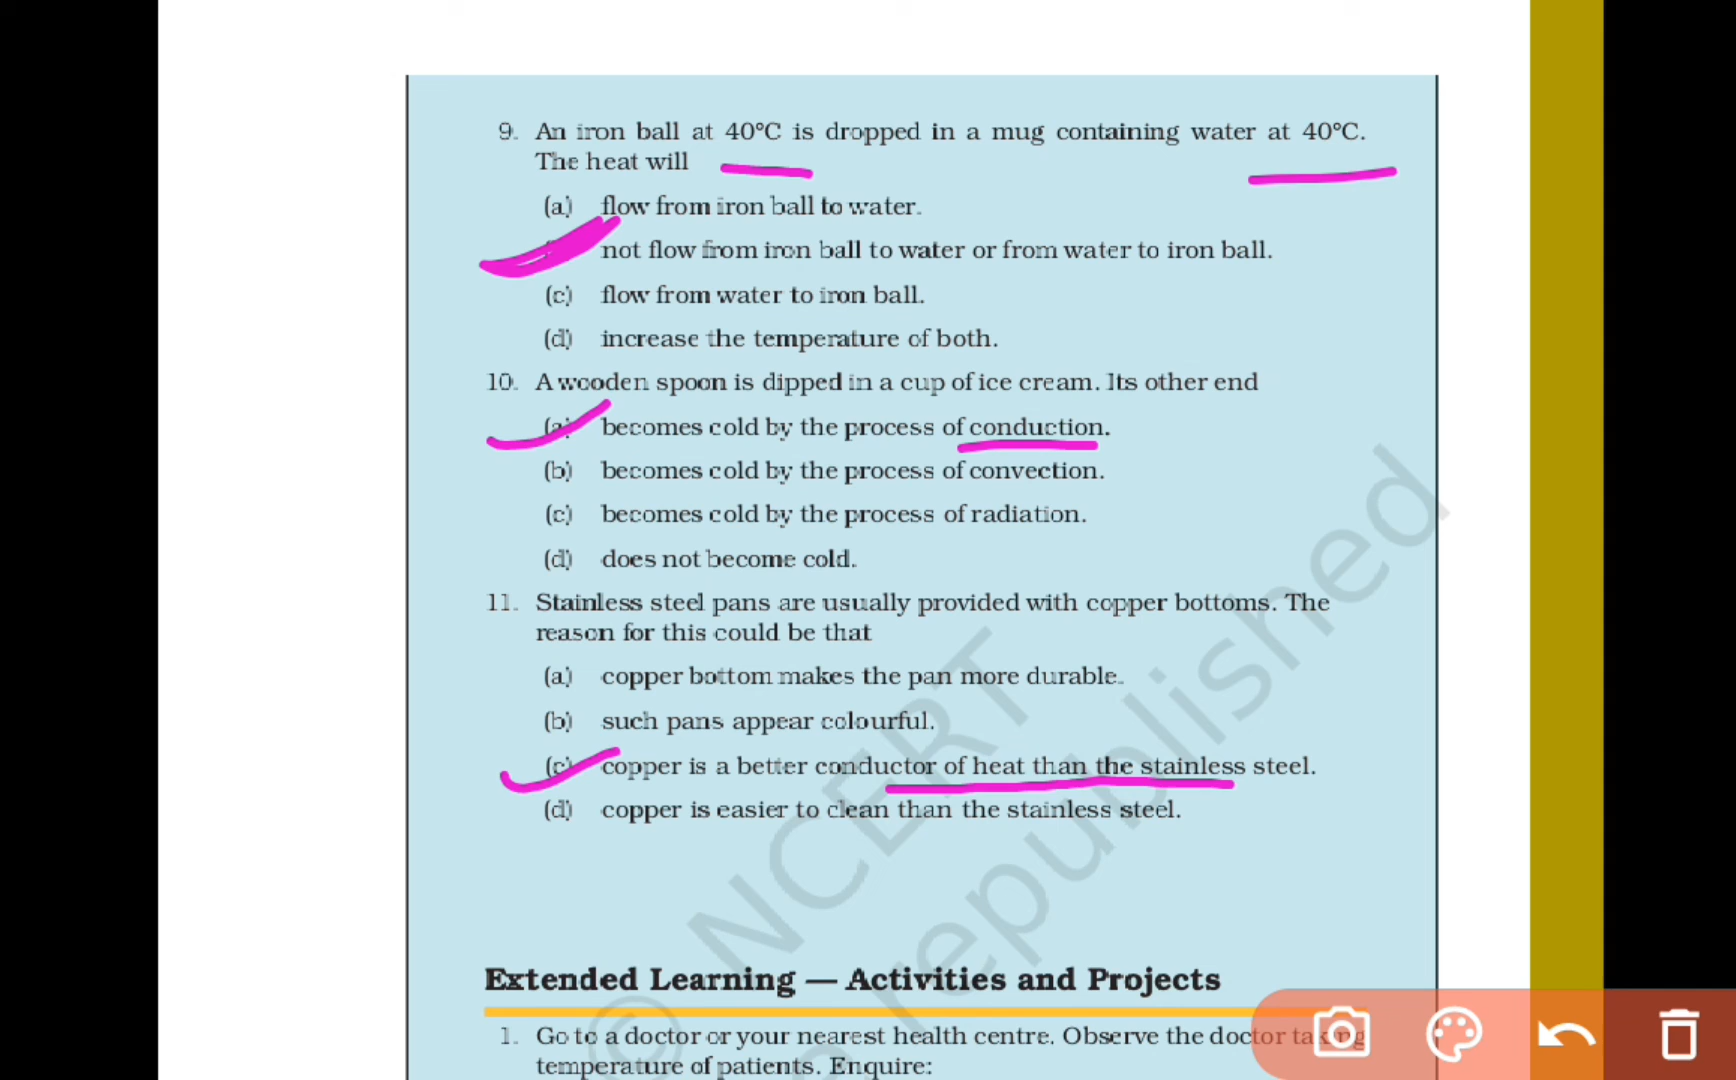 9. An iron ball at 40°C is dropped in a mug containing water at 40°C.
The heat will
(a) flow from iron ball to water.
not flow from iron ball to water or from water to iron ball.
(c) flow from water to iron ball.
(d) increase the temperature of both.
10. A wooden spoon is dipped in a cup of ice cream. Its other end
(a) becomes cold by the process of conduction.
(b) becomes cold by the process of convection.
(c) becomes cold by the process of radiation.
(d) does not become cold.
11. Stainless steel pans are usually provided with copper bottoms. The
reason for this could be that
(a) copper bottom makes the pan more durable.
(b) such pans appear colourful.
(c) copper is a better conductor of heat than the stainless steel.
(d) copper is easier to clean than the stainless steel.
© NCERT
republished
Extended Learning — Activities and Projects
1. Go to a doctor or your nearest health centre. Observe the doctor taking
temperature of patients. Enquire: